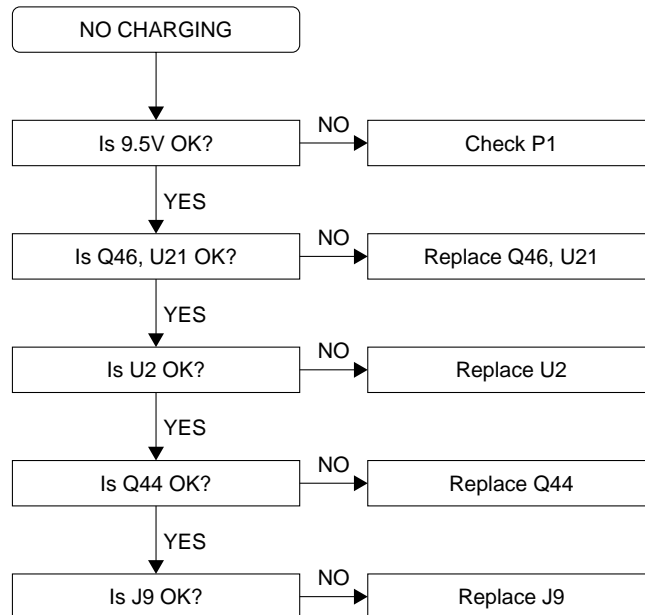 NO CHARGING
Is 9.5V OK?
NO
Check P1
YES
Is Q46, U21 OK?
NO
Replace Q46, U21
YES
Is U2 OK?
NO
Replace U2
YES
Is Q44 OK?
NO
Replace Q44
YES
Is J9 OK?
NO
Replace J9